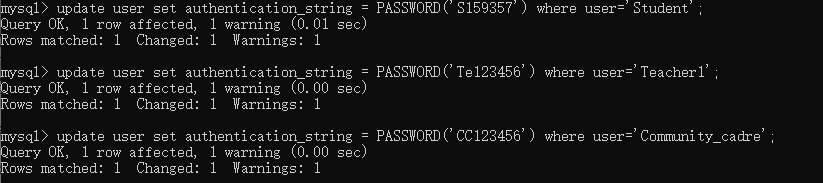 mysql> update user set authentication_string = PASSWORD('S159357') where user='Student';
Query OK, 1 row affected, 1 warning (0.01 sec)
Rows matched: 1  Changed: 1  Warnings: 1
mysql> update user set authentication_string = PASSWORD('Te123456') where user='Teacher1';
Query OK, 1 row affected, 1 warning (0.00 sec)
Rows matched: 1  Changed: 1  Warnings: 1
mysql> update user set authentication_string = PASSWORD('CC123456') where user='Community_cadre';
Query OK, 1 row affected, 1 warning (0.00 sec)
Rows matched: 1  Changed: 1  Warnings: 1